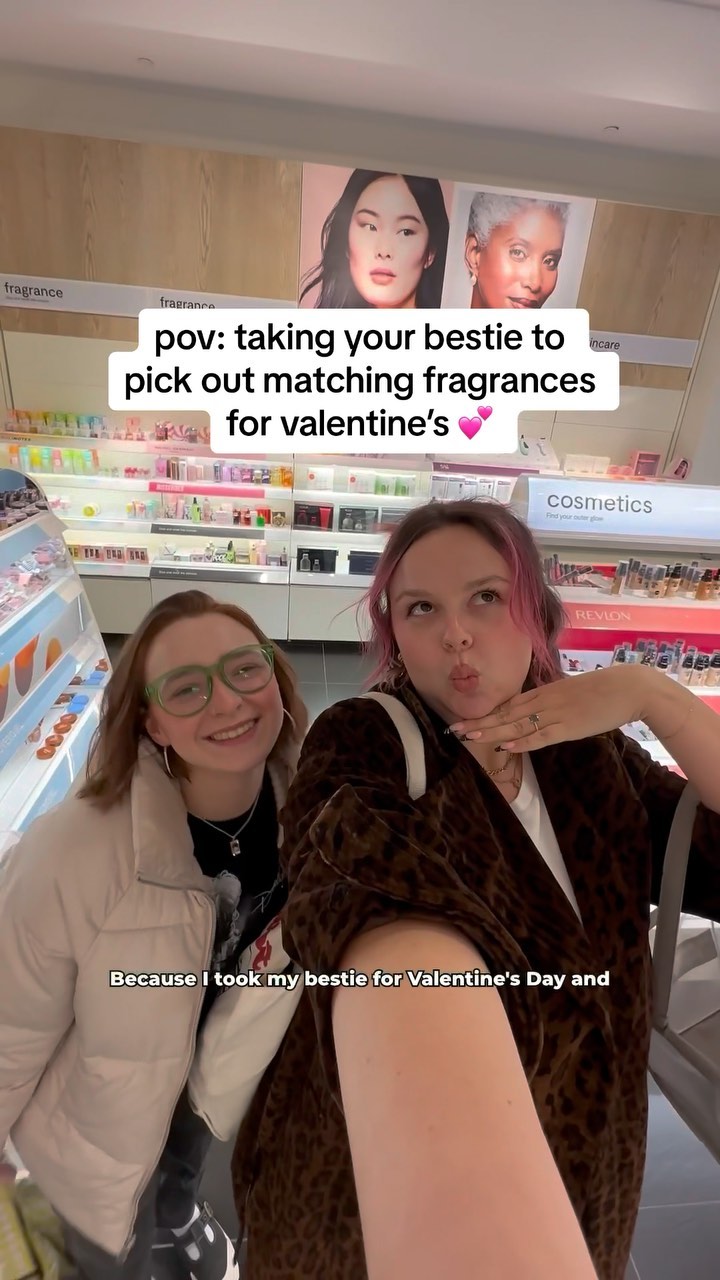 fragrance
fragrance
incare
pov: taking your bestie to
pick out matching fragrances
for valentine's 💕
cosmetics
Find your outer glow
REVLON
Because I took my bestie for Valentine's Day and